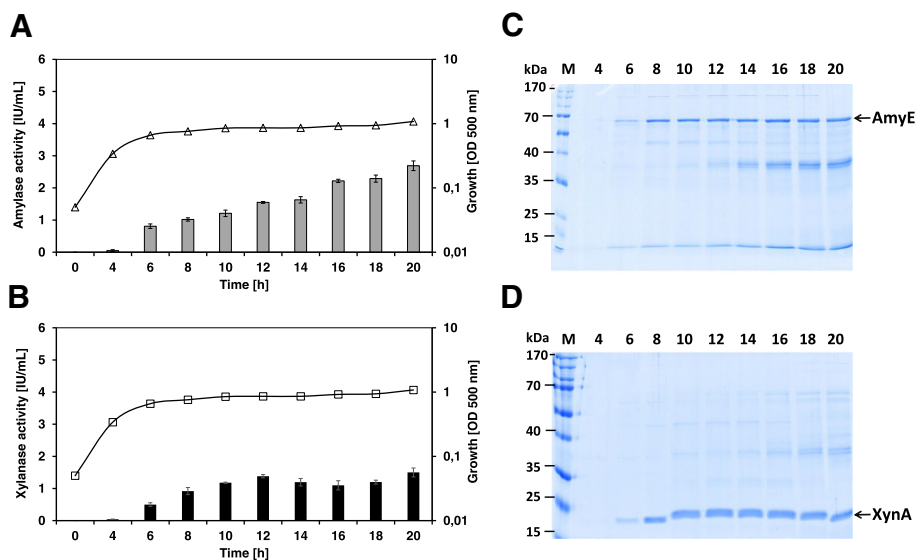 A
Amylase activity [IU/mL]
6
5
4
3
2
1
0
10
1
0,1
0,01
Growth [OD 500 nm]
0 4 6 8 10 12 14 16 18 20
Time [h]
B
Xylanase activity [IU/mL]
6
5
4
3
2
1
0
10
1
0,1
0,01
Growth [OD 500 nm]
0 4 6 8 10 12 14 16 18 20
Time [h]
C
kDa M 4 6 8 10 12 14 16 18 20
170
70
40
35
25
15
AmyE
D
kDa M 4 6 8 10 12 14 16 18 20
170
70
40
35
25
15
XynA